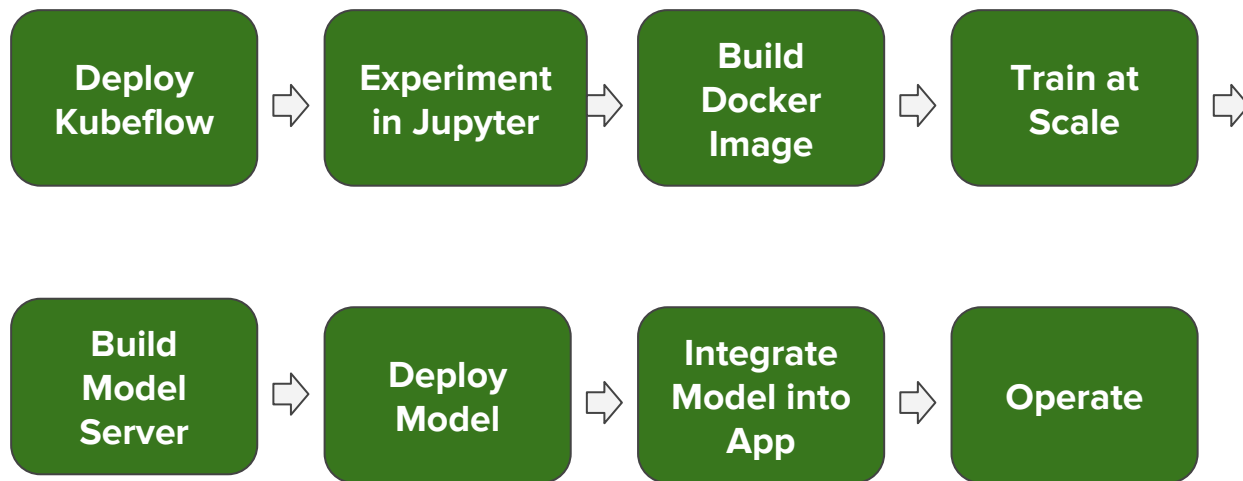 Deploy
Kubeflow
Experiment
in Jupyter
Build
Docker
Image
Train at
Scale
Build
Model
Server
Deploy
Model
Integrate
Model into
App
Operate